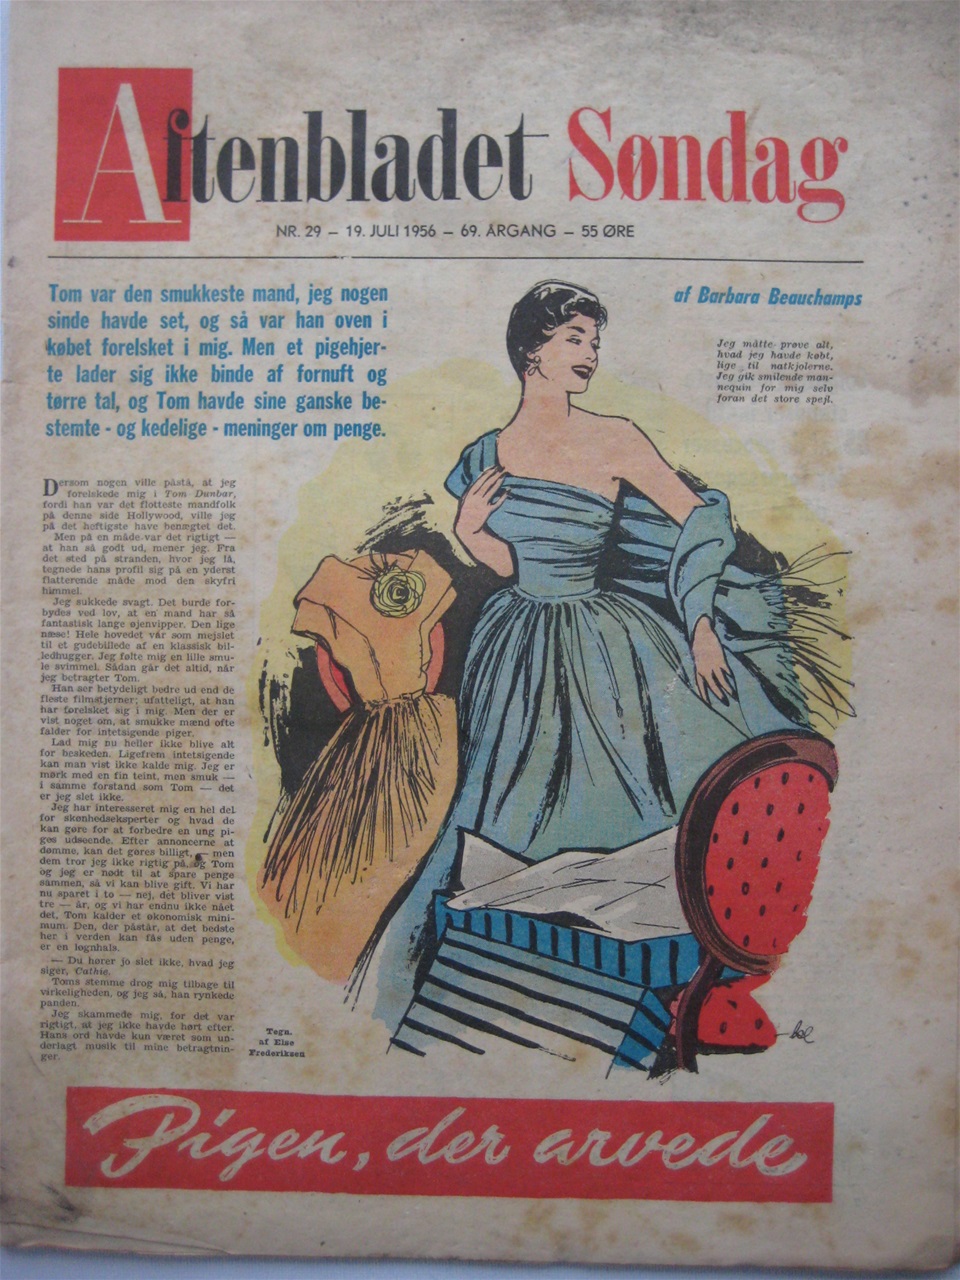 Aftenbladet Søndag
NR. 29 – 19. JULI 1956 – 69. ÅRGANG – 55 ØRE
Tom var den smukkeste mand, jeg nogen
sinde havde set, og så var han oven i
købet forelsket i mig. Men et pigehjer-
te lader sig ikke binde af fornuft og
tørre tal, og Tom havde sine ganske be-
stemte - og kedelige - meninger om penge.
af Barbara Beauchamps
Jeg måtte prøve alt,
hvad jeg havde købt,
lige til natkjolerne.
Jeg gik smilende man-
nequin for mig selv
foran det store spejl.
Dersom nogen ville påstå, at jeg
forelskede mig i Tom Dunbar,
fordi han var det flotteste mandfolk
på denne side Hollywood, ville jeg
på det heftigste have benægtet det.
Men på en måde var det rigtigt —
at han så godt ud, mener jeg. Fra
det sted på stranden, hvor jeg lå,
tegnede hans profil sig på en yderst
flatterende måde mod den skyfri
himmel.
Jeg sukkede svagt. Det burde for-
bydes ved lov, at en mand har så
fantastisk lange øjenvipper. Den lige
næse! Hele hovedet var som mejslet
til et gudebillede af en klassisk bil-
ledhugger. Jeg følte mig en lille smu-
le svimmel. Sådan går det altid, når
jeg betragter Tom.
Han ser betydeligt bedre ud end de
fleste filmstjerner; ufatteligt, at han
har forelsket sig i mig. Men der er
vist noget om, at smukke mænd ofte
falder for intetsigende piger.
Lad mig nu heller ikke blive alt
for beskeden. Ligefrem intetsigende
kan man vist ikke kalde mig. Jeg er
mørk med en fin teint, men smuk —
i samme forstand som Tom — det
er jeg slet ikke.
Jeg har interesseret mig en hel del
for skønhedseksperter og hvad de
kan gøre for at forbedre en ung pi-
ges udseende. Efter annoncerne at
dømme, kan det gøres billigt, — men
dem tror jeg ikke rigtig på, og Tom
og jeg er nødt til at spare penge
sammen, så vi kan blive gift. Vi har
nu sparet i to — nej, det bliver vist
tre — år, og vi har endnu ikke nået
det, Tom kalder et økonomisk mini-
mum. Den, der påstår, at det bedste
her i verden kan fås uden penge,
er en løgnhals.
— Du hører jo slet ikke, hvad jeg
siger, Cathie.
Toms stemme drog mig tilbage til
virkeligheden, og jeg så, han rynkede
panden.
Jeg skammede mig, for det var
rigtigt, at jeg ikke havde hørt efter.
Hans ord havde kun været som un-
derlagt musik til mine betragtnin-
ger.
Tegn.
af Else
Frederiksen
Pigen, der arvede